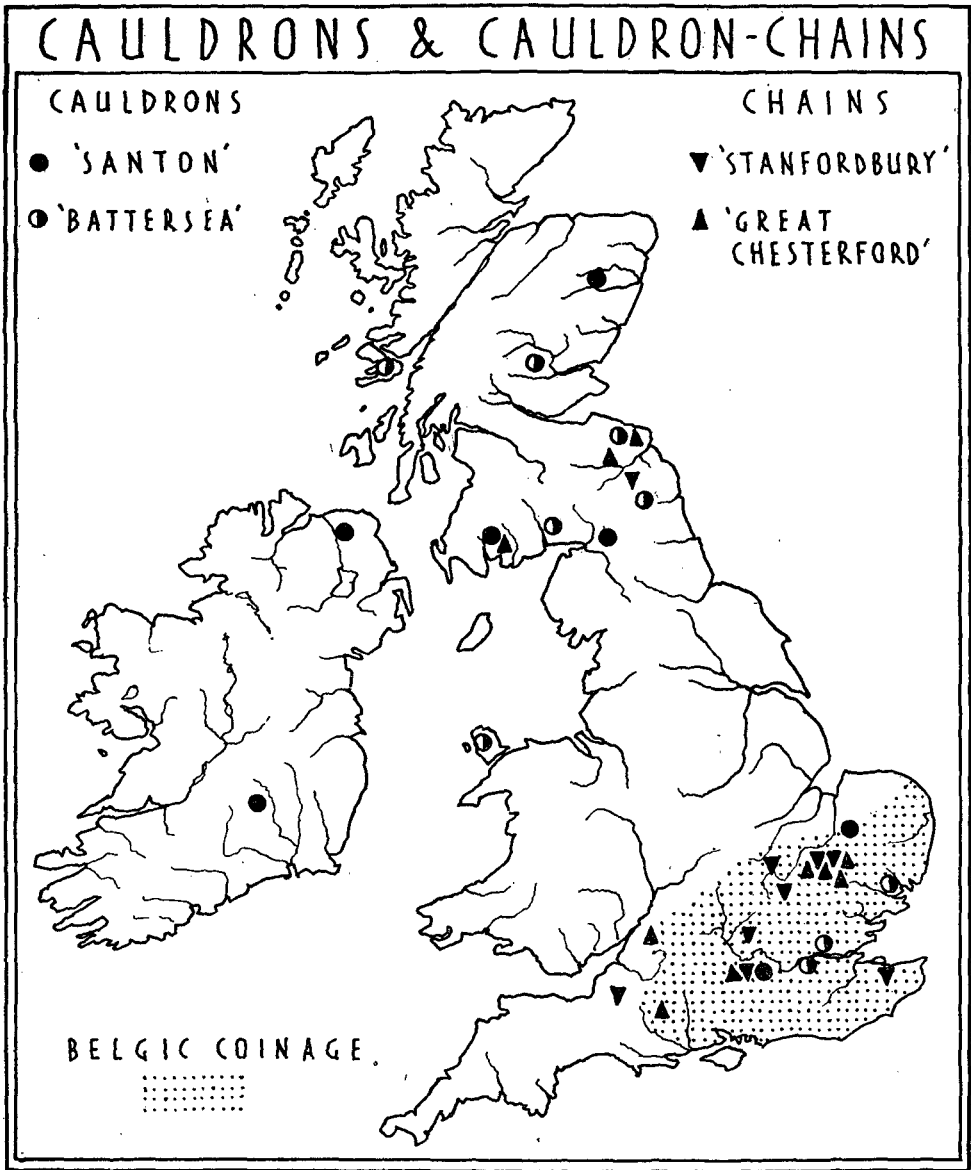 CAULDRONS & CAULDRON-CHAINS
CAULDRONS
'SANTON'
'BATTERSEA'
CHAINS
'STANFORDBURY'
'GREAT
CHESTERFORD'
BELGIC COINAGE.